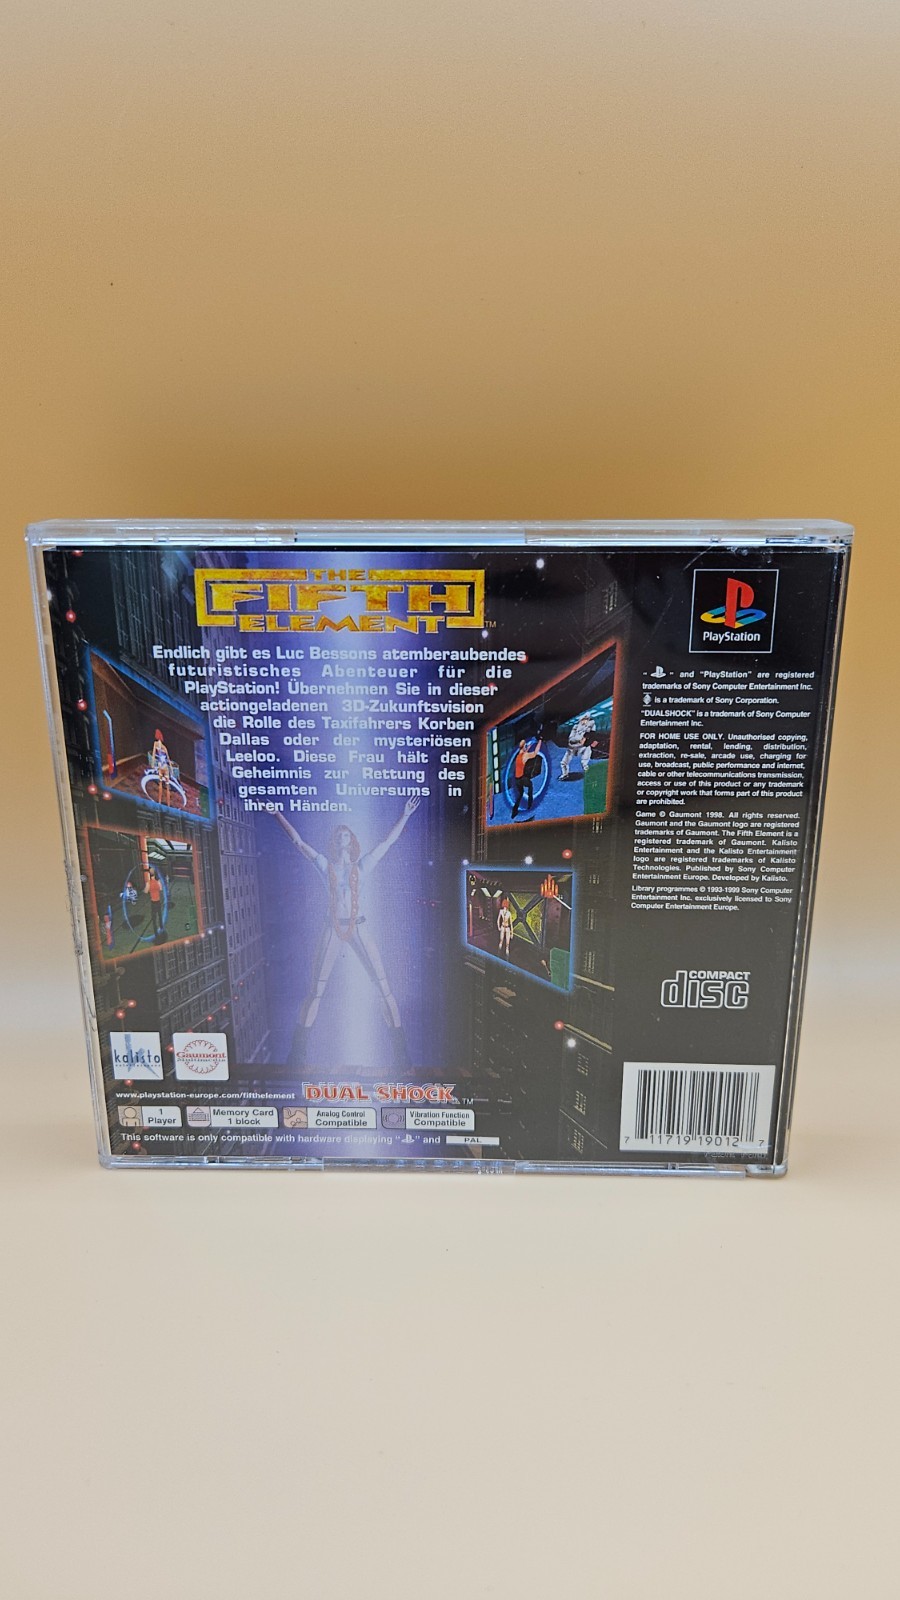 THE
FIFTH
ELEMENT™
Endlich gibt es Luc Bessons atemberaubendes
futuristisches Abenteuer für die
PlayStation! Übernehmen Sie in dieser
actiongeladenen 3D-Zukunftsvision
die Rolle des Taxifahrers Korben
Dallas oder der mysteriösen
Leeloo. Diese Frau hält das
Geheimnis zur Rettung des
gesamten Universums in
ihren Händen.
PlayStation
" " and "PlayStation" are registered
trademarks of Sony Computer Entertainment Inc.
is a trademark of Sony Corporation.
"DUALSHOCK" is a trademark of Sony Computer
Entertainment Inc.
FOR HOME USE ONLY. Unauthorised copying,
adaptation, rental, lending, distribution,
extraction, re-sale, arcade use, charging for
use, broadcast, public performance and internet,
cable or other telecommunications transmission,
access or use of this product or any trademark
or copyright work that forms part of this product
are prohibited.
Game © Gaumont 1998. All rights reserved.
Gaumont and the Gaumont logo are registered
trademarks of Gaumont. The Fifth Element is a
registered trademark of Gaumont. Kalisto
Entertainment and the Kalisto Entertainment
logo are registered trademarks of Kalisto
Technologies. Published by Sony Computer
Entertainment Europe. Developed by Kalisto.
Library programmes © 1993-1999 Sony Computer
Entertainment Inc. exclusively licensed to Sony
Computer Entertainment Europe.
COMPACT
disc
kalisto
Gaumont
Multimedia
www.playstation-europe.com/fifthelement
DUAL SHOCK™
1
Player
Memory Card
1 block
Analog Control
Compatible
Vibration Function
Compatible
This software is only compatible with hardware displaying " " and PAL
7 11719 19012 7